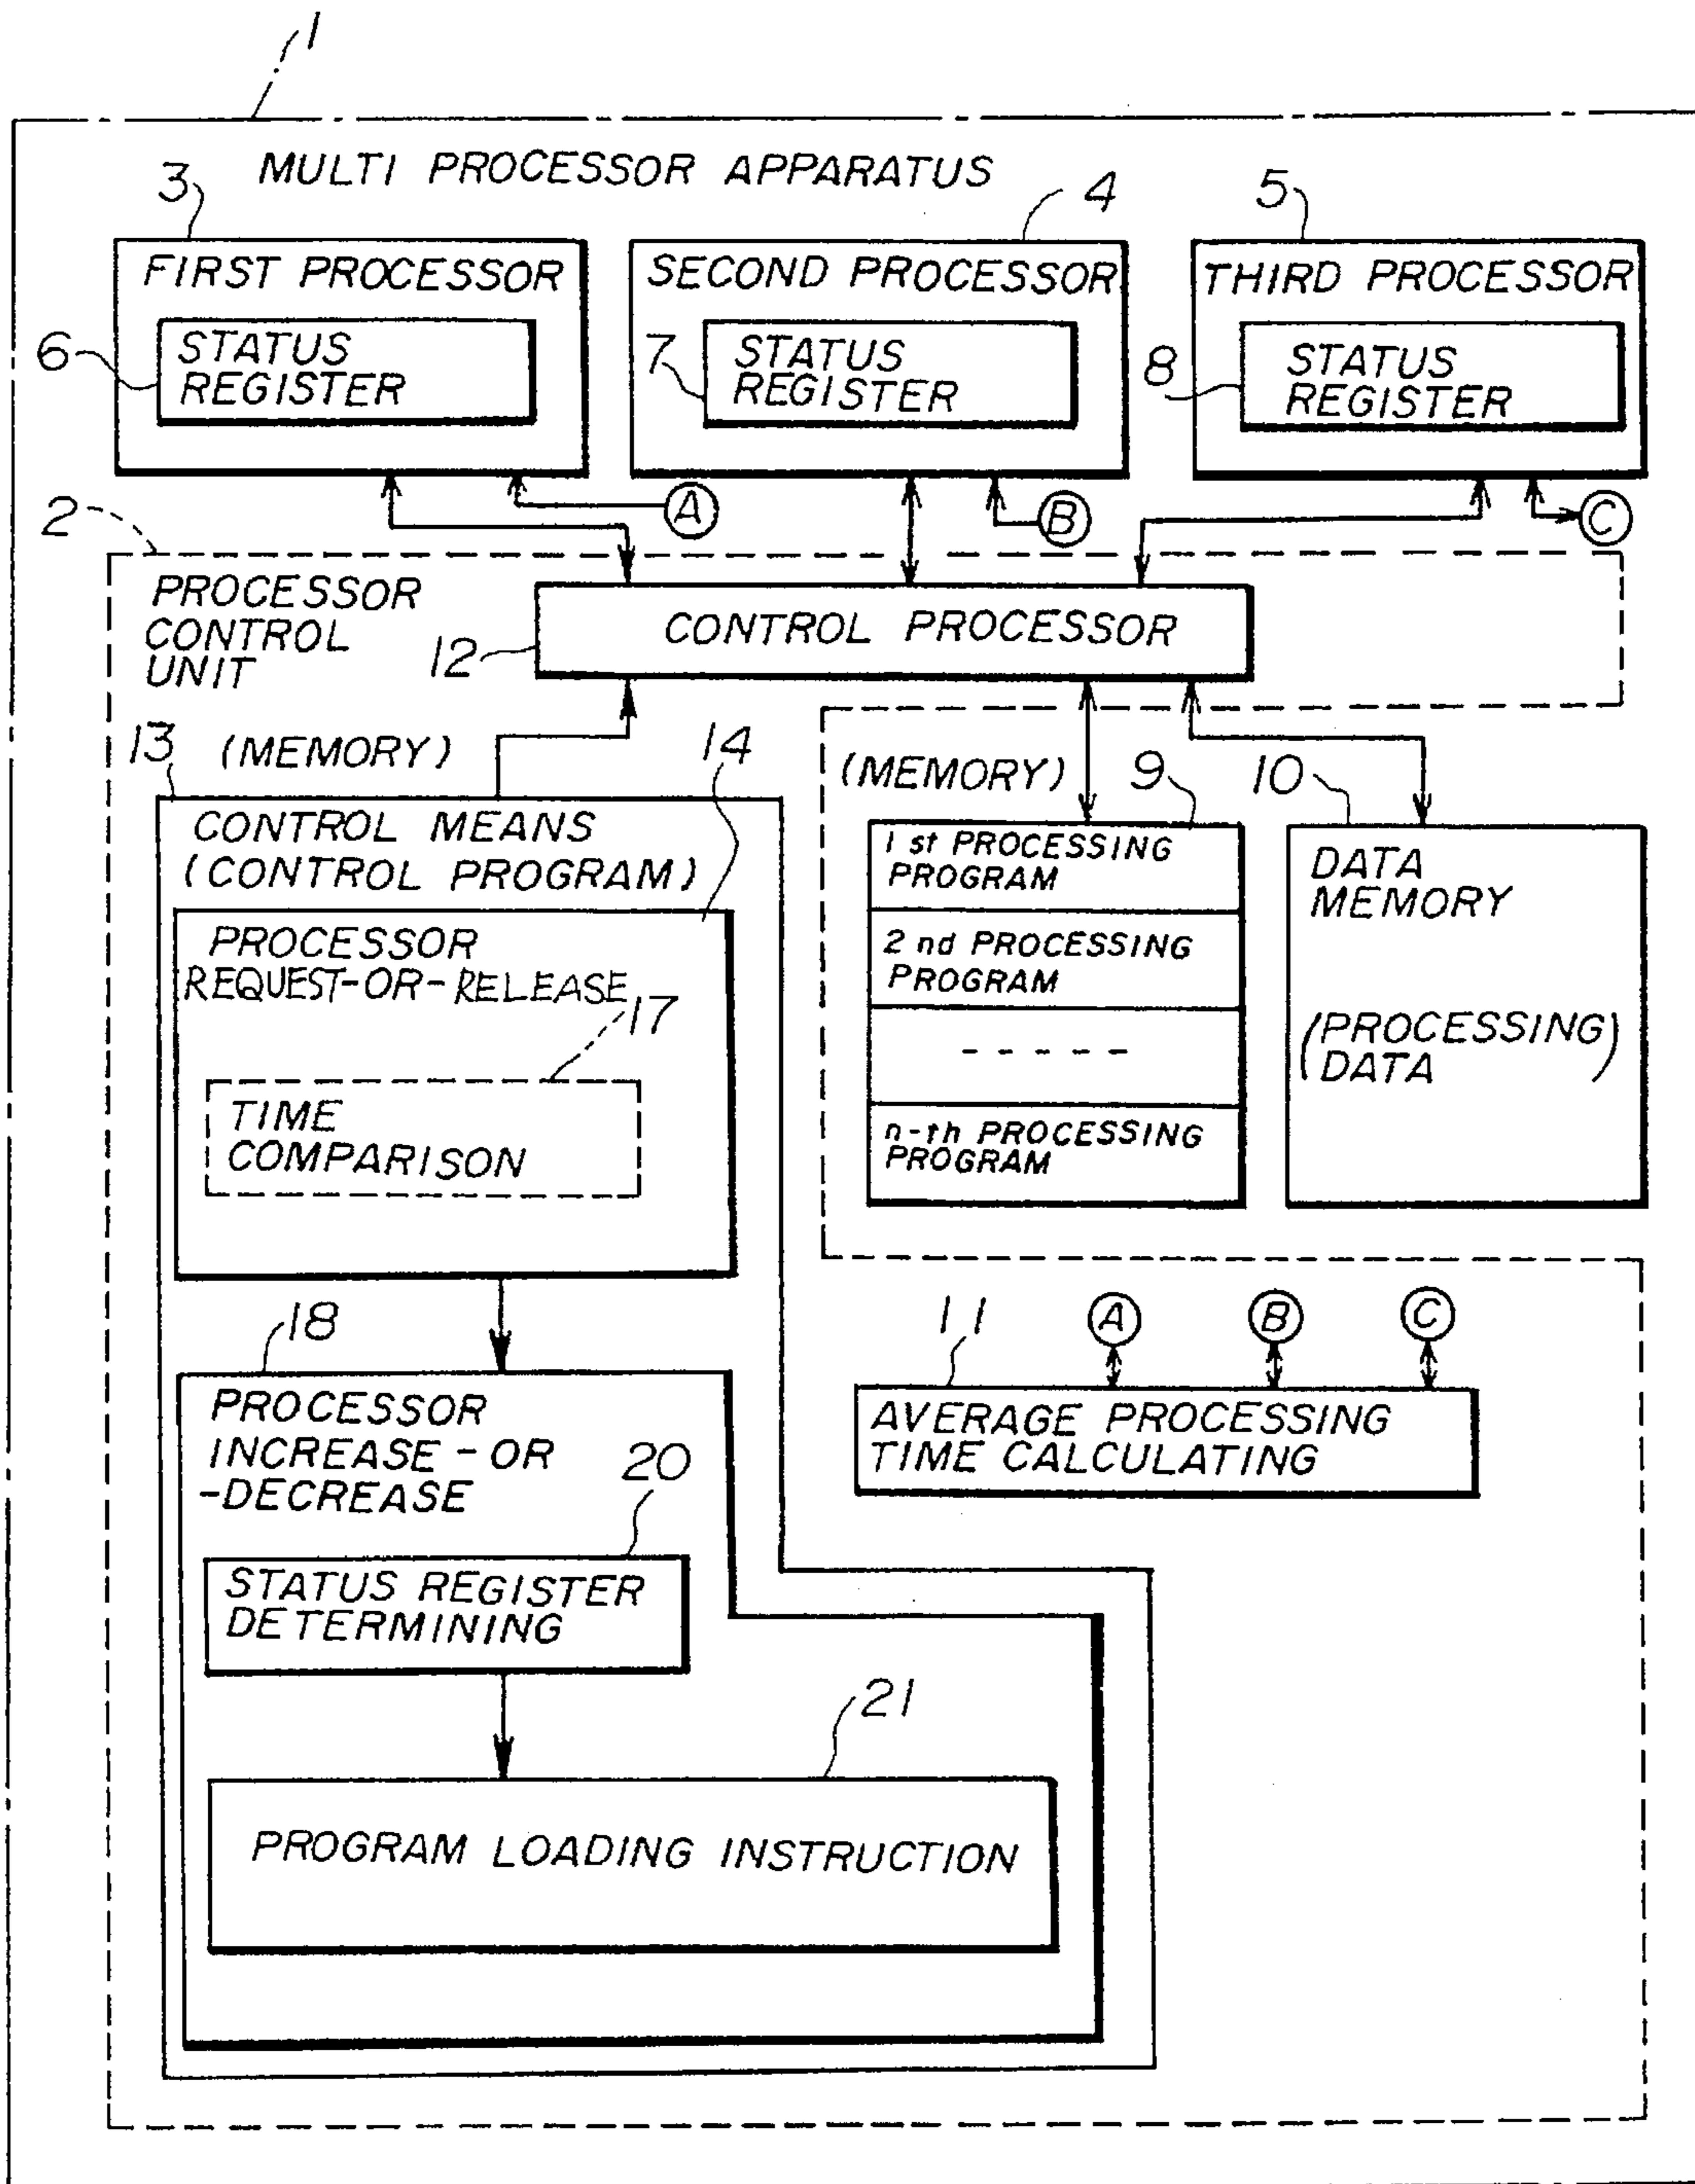 1
MULTI PROCESSOR APPARATUS
3
4
5
FIRST PROCESSOR
SECOND PROCESSOR
THIRD PROCESSOR
6
STATUS
REGISTER
7
STATUS
REGISTER
8
STATUS
REGISTER
A
B
C
2
PROCESSOR
CONTROL
UNIT
12
CONTROL PROCESSOR
13
(MEMORY)
14
(MEMORY)
9
10
CONTROL MEANS
(CONTROL PROGRAM)
PROCESSOR
REQUEST-OR-RELEASE
17
TIME
COMPARISON
1 st PROCESSING
PROGRAM
2 nd PROCESSING
PROGRAM
- - - - -
n-th PROCESSING
PROGRAM
DATA
MEMORY
(PROCESSING)
DATA
18
PROCESSOR
INCREASE-OR
-DECREASE
20
STATUS REGISTER
DETERMINING
21
PROGRAM LOADING INSTRUCTION
11
A
B
C
AVERAGE PROCESSING
TIME CALCULATING